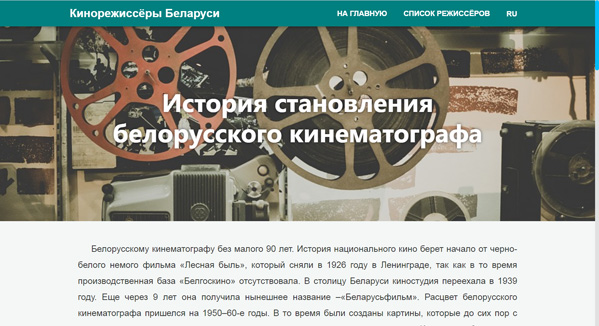 Кинорежиссёры Беларуси
НА ГЛАВНУЮ СПИСОК РЕЖИССЁРОВ RU
История становления
белорусского кинематографа
Белорусскому кинематографу без малого 90 лет. История национального кино берет начало от черно-
белого немого фильма «Лесная быль», который сняли в 1926 году в Ленинграде, так как в то время
производственная база «Белгоскино» отсутствовала. В столицу Беларуси киностудия переехала в 1939
году. Еще через 9 лет она получила нынешнее название –«Беларусьфильм». Расцвет белорусского
кинематографа пришелся на 1950–60-е годы. В то время были созданы картины, которые до сих пор с